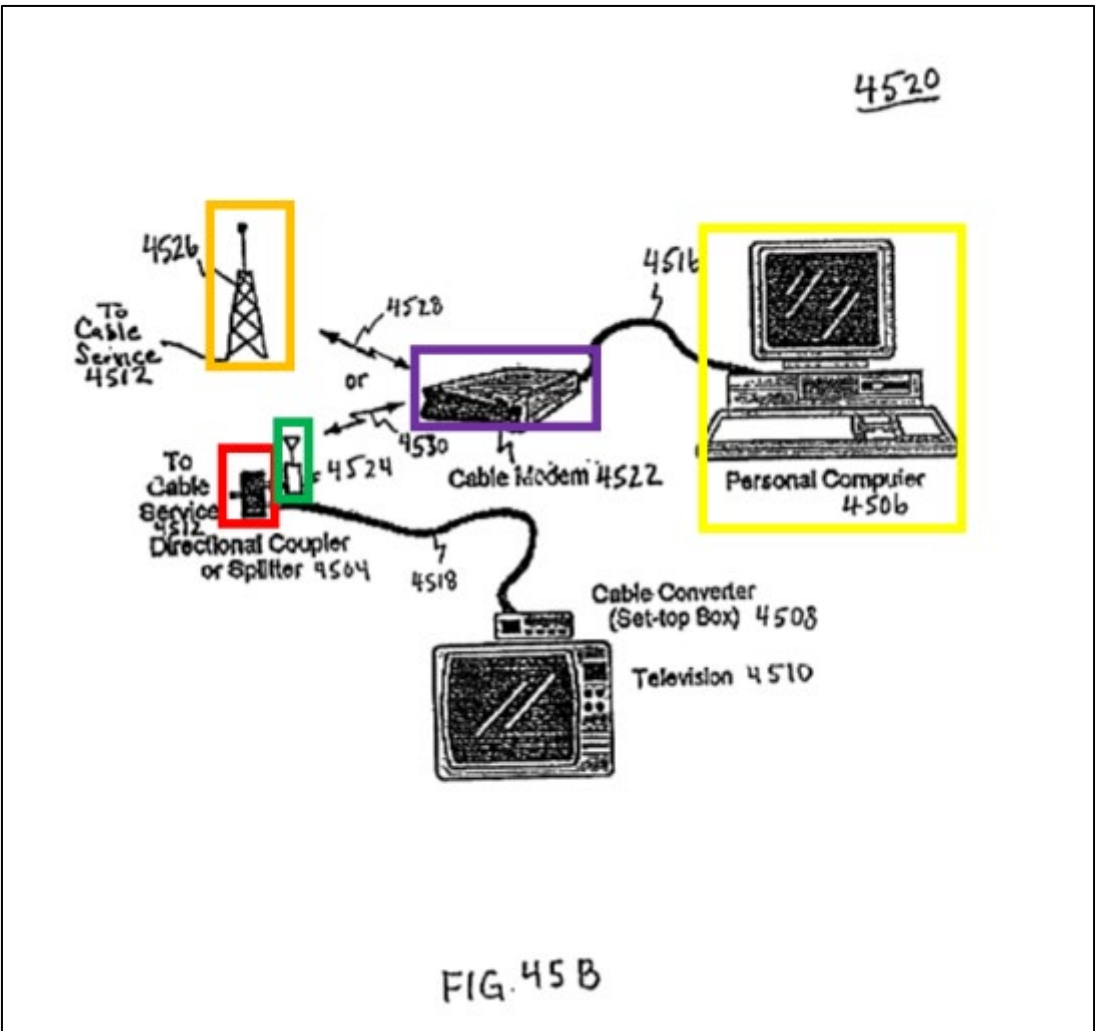 4520
4526
To
Cable
Service
4512
4528
or
4530
4516
To
Cable
Service
4512
4524
Directional Coupler
or Splitter 4504
4518
Cable Modem 4522
Personal Computer
4506
Cable Converter
(Set-top Box) 4508
Television 4510
FIG. 45B